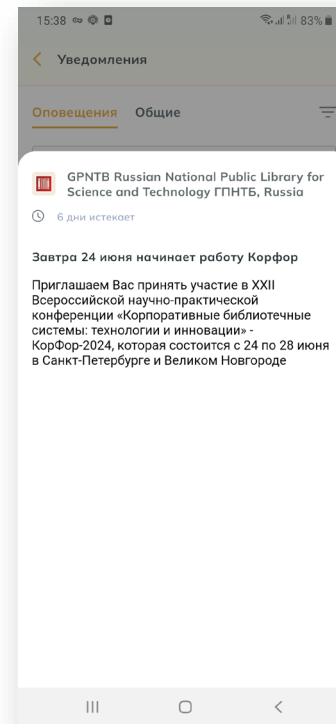 15:38 83%
Уведомления
Оповещения Общие
GPNTB Russian National Public Library for
Science and Technology ГПНТБ, Russia
6 дни истекает
Завтра 24 июня начинает работу Корфор
Приглашаем Вас принять участие в XXII
Всероссийской научно-практической
конференции «Корпоративные библиотечные
системы: технологии и инновации» -
КорФор-2024, которая состоится с 24 по 28 июня
в Санкт-Петербурге и Великом Новгороде